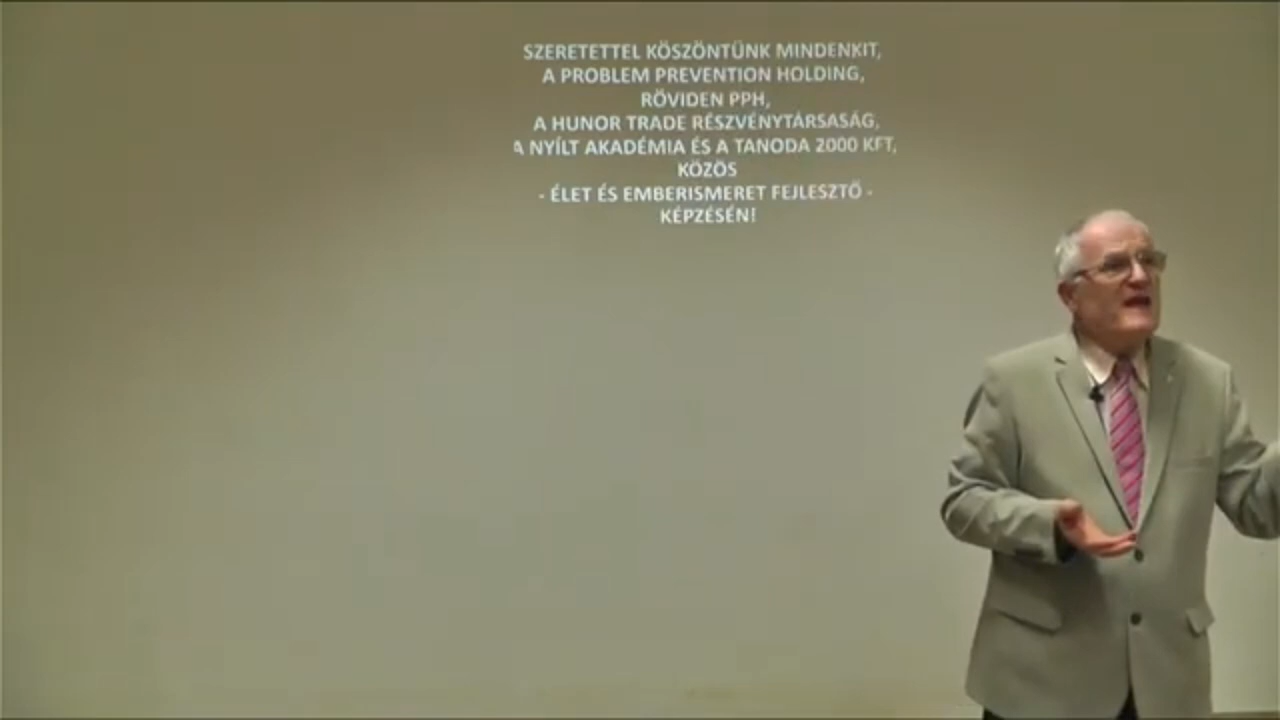 SZERETETTEL KÖSZÖNTÜNK MINDENKIT,
A PROBLEM PREVENTION HOLDING,
RÖVIDEN PPH,
A HUNOR TRADE RÉSZVÉNYTÁRSASÁG,
A NYÍLT AKADÉMIA ÉS A TANODA 2000 KFT,
KÖZÖS
- ÉLET ÉS EMBERISMERET FEJLESZTŐ -
KÉPZÉSÉN!